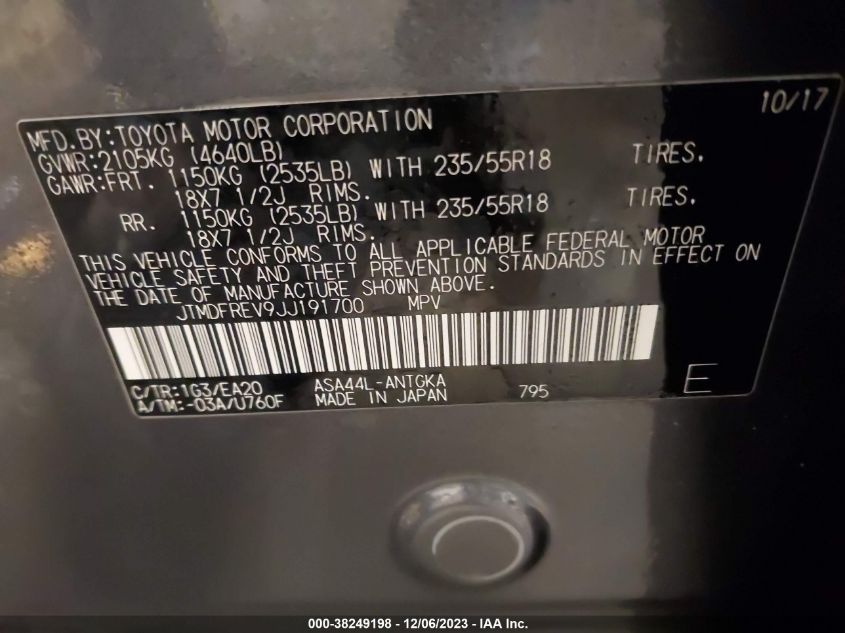 10/17
MFD.BY:TOYOTA MOTOR CORPORATION
GVWR:2105KG (4640LB)
GAWR:FRT. 1150KG (2535LB) WITH 235/55R18 TIRES.
18X7 1/2J RIMS.
RR. 1150KG (2535LB) WITH 235/55R18 TIRES.
18X7 1/2J RIMS.
THIS VEHICLE CONFORMS TO ALL APPLICABLE FEDERAL MOTOR
VEHICLE SAFETY AND THEFT PREVENTION STANDARDS IN EFFECT ON
THE DATE OF MANUFACTURE SHOWN ABOVE.
JTMDFREV9JJ191700 MPV
C/TR:1G3/EA20 ASA44L-ANTGKA
A/TM:-03A/U760F MADE IN JAPAN 795 E
000-38249198 - 12/06/2023 - IAA Inc.